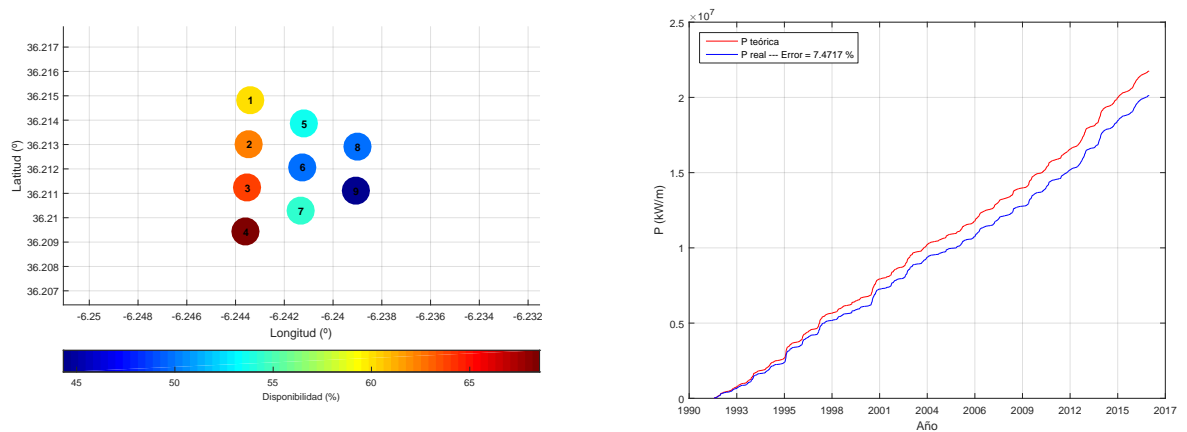 36.217
36.216
36.215
36.214
36.213
36.212
36.211
36.21
36.209
36.208
36.207
Latitud (º)
1
2
3
4
5
6
7
8
9
-6.25 -6.248 -6.246 -6.244 -6.242 -6.24 -6.238 -6.236 -6.234 -6.232
Longitud (º)
45 50 55 60 65
Disponibilidad (%)
×10⁷
2.5
2
1.5
1
0.5
0
P (kW/m)
P teórica
P real --- Error = 7.4717 %
1990 1993 1995 1998 2001 2004 2006 2009 2012 2015 2017
Año